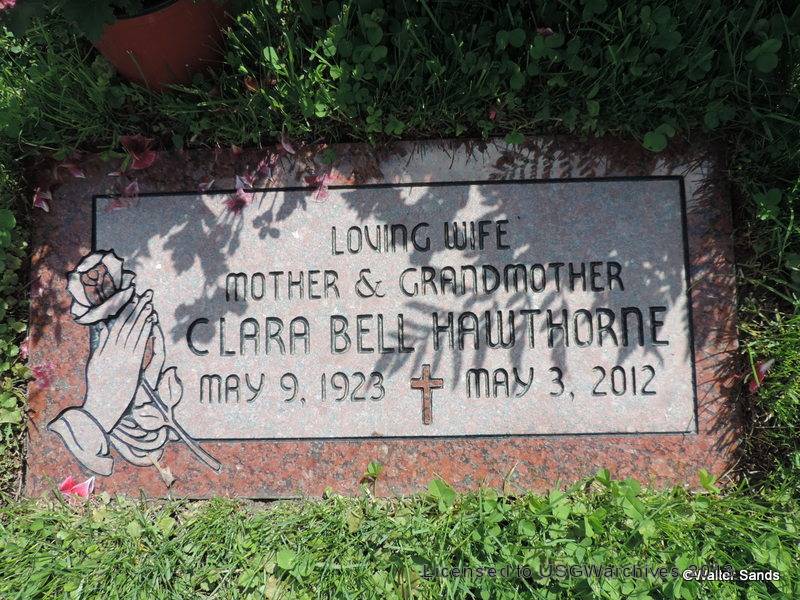 LOVING WIFE
MOTHER & GRANDMOTHER
CLARA BELL HAWTHORNE
MAY 9, 1923 MAY 3, 2012
Licensed to USGWarchives
©Walter Sands